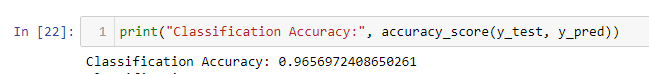 In [22]: 1 print("Classification Accuracy:", accuracy_score(y_test, y_pred))
Classification Accuracy: 0.9656972408650261